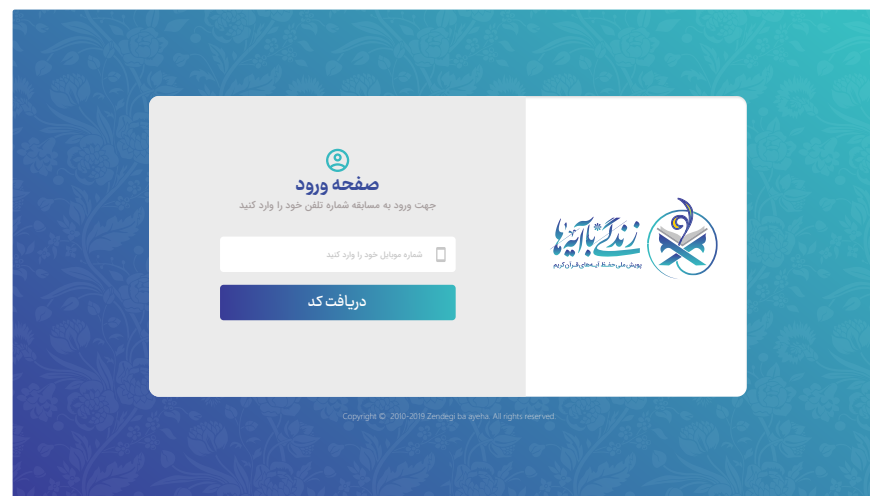 زندگی با آیه‌ها
پویش ملی حفظ آیه‌های قرآن کریم
صفحه ورود
جهت ورود به مسابقه شماره تلفن خود را وارد کنید
شماره موبایل خود را وارد کنید
دریافت کد
Copyright © 2010-2019 Zendegi ba ayeha. All rights reserved